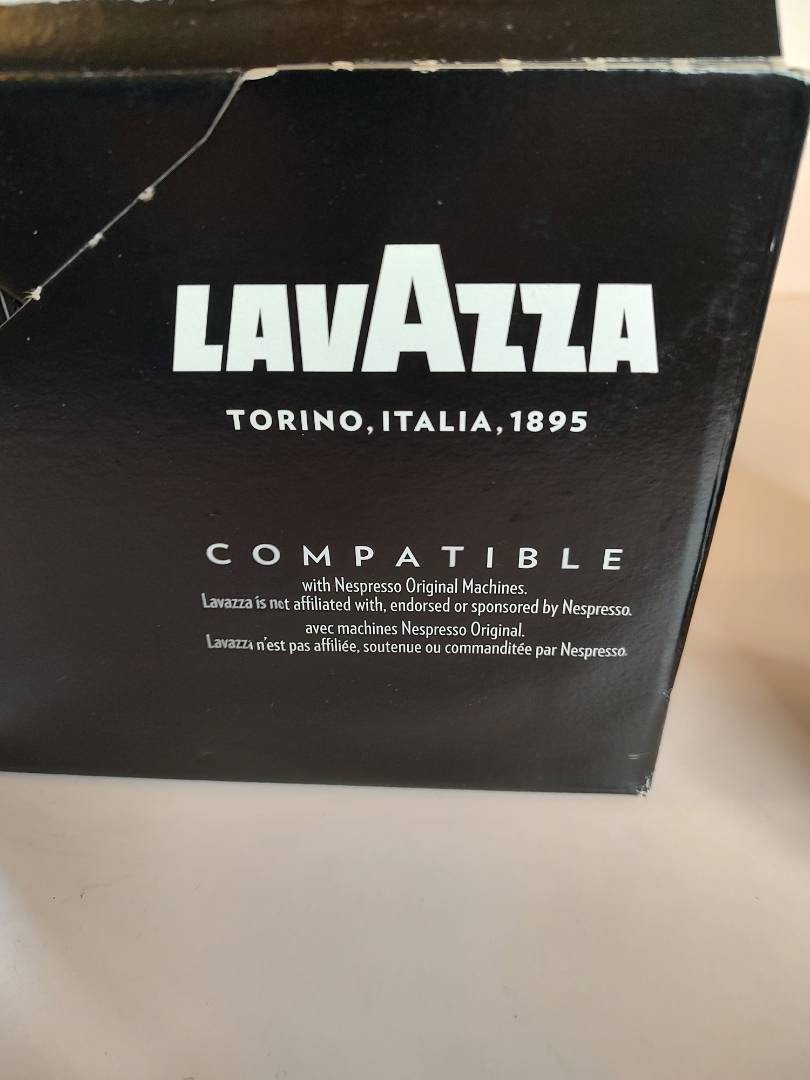 LAVAZZA
TORINO, ITALIA, 1895
COMPATIBLE
with Nespresso Original Machines.
Lavazza is not affiliated with, endorsed or sponsored by Nespresso.
avec machines Nespresso Original.
Lavazza n'est pas affiliée, soutenue ou commanditée par Nespresso.